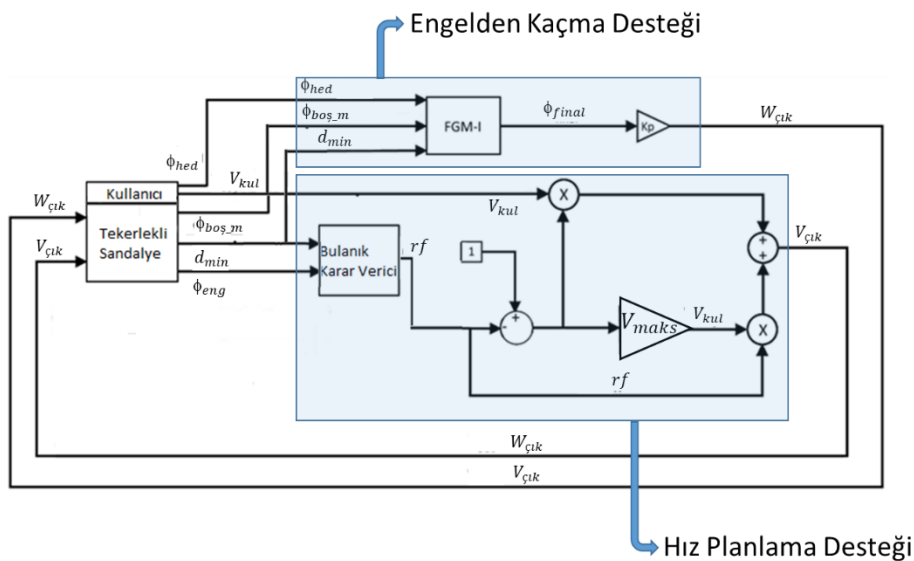 Engelden Kaçma Desteği
ϕhed
ϕboş_m
dmin
FGM-I
ϕfinal
Kp
Wçık
ϕhed
Vkul
Kullanıcı
Wçık
Vkul
X
ϕboş_m
Tekerlekli
Sandalye
Vçık
dmin
ϕeng
Bulanık
Karar Verici
rf
1
+
-
Vmaks
Vkul
X
+
+
Vçık
rf
Wçık
Vçık
Hız Planlama Desteği